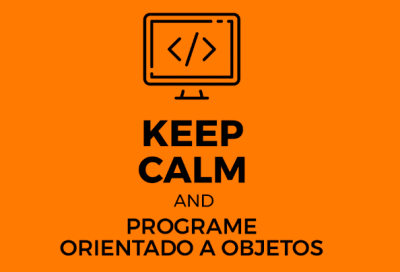 </>
KEEP
CALM
AND
PROGRAME
ORIENTADO A OBJETOS